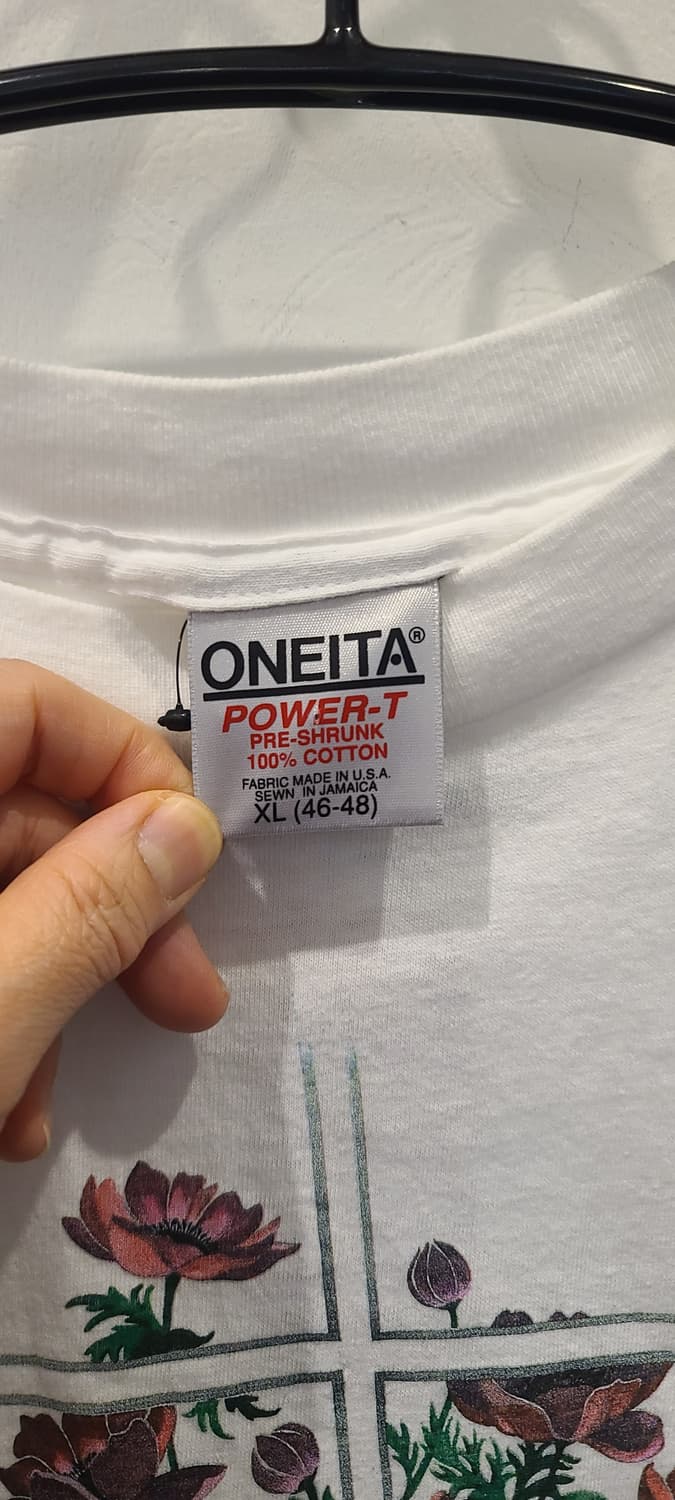 ONEITA®
POWER-T
PRE-SHRUNK
100% COTTON
FABRIC MADE IN U.S.A.
SEWN IN JAMAICA
XL (46-48)